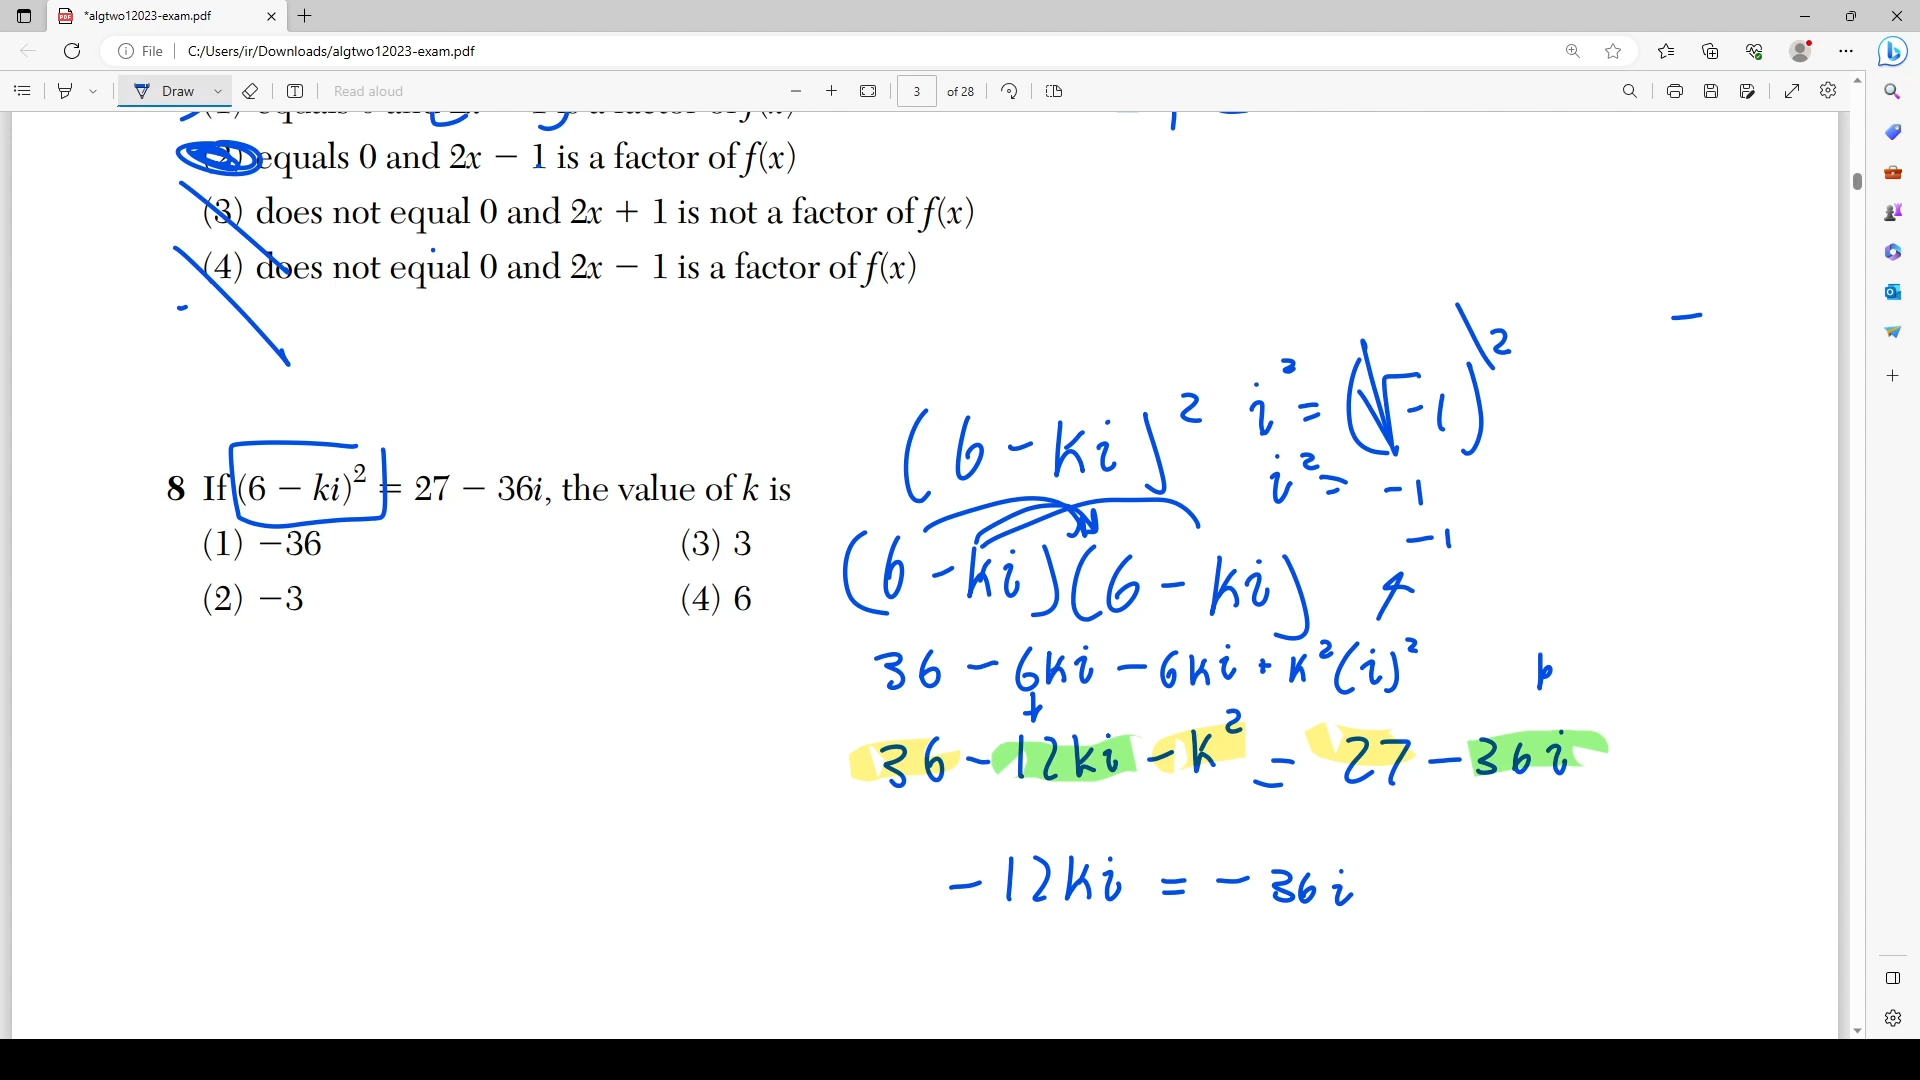 *algtwo12023-exam.pdf
File C:/Users/ir/Downloads/algtwo12023-exam.pdf
Draw Read aloud 3 of 28
equals 0 and 2x − 1 is a factor of f(x)
(3) does not equal 0 and 2x + 1 is not a factor of f(x)
(4) does not equal 0 and 2x − 1 is a factor of f(x)
8 If (6 − ki)² = 27 − 36i, the value of k is
(1) −36
(3) 3
(2) −3
(4) 6
(6 - ki)²
i² = (√-1)²
i² = -1
-1
(6 - ki)(6 - ki)
36 - 6ki - 6ki + k²(i)²
+
36 - 12ki - k² = 27 - 36i
-12ki = -36i